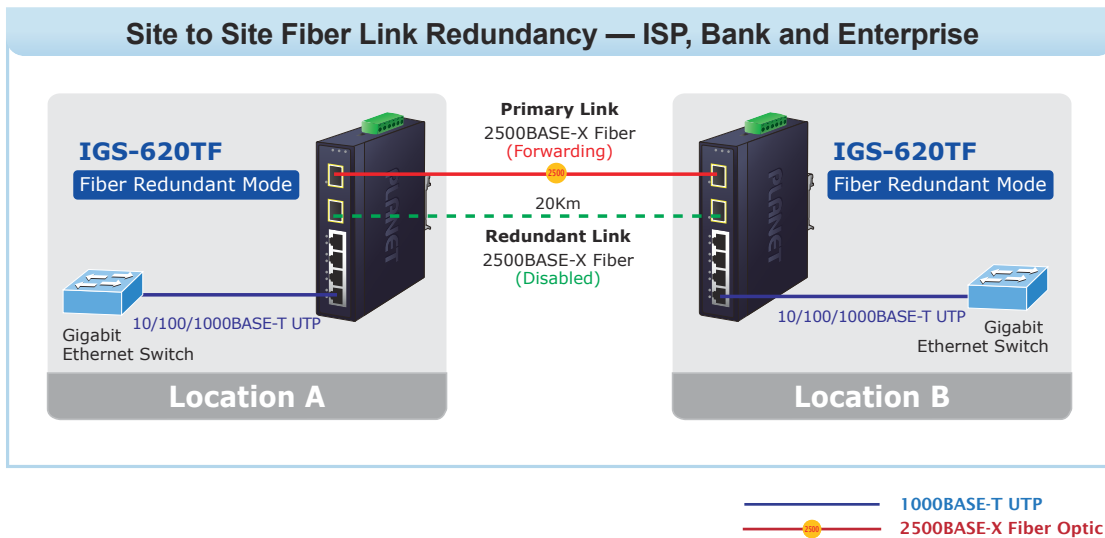 Site to Site Fiber Link Redundancy — ISP, Bank and Enterprise
Primary Link
2500BASE-X Fiber
(Forwarding)
IGS-620TF
Fiber Redundant Mode
PLANET
2500
20Km
Redundant Link
2500BASE-X Fiber
(Disabled)
10/100/1000BASE-T UTP
Gigabit
Ethernet Switch
Location A
IGS-620TF
Fiber Redundant Mode
PLANET
10/100/1000BASE-T UTP
Gigabit
Ethernet Switch
Location B
1000BASE-T UTP
2500
2500BASE-X Fiber Optic